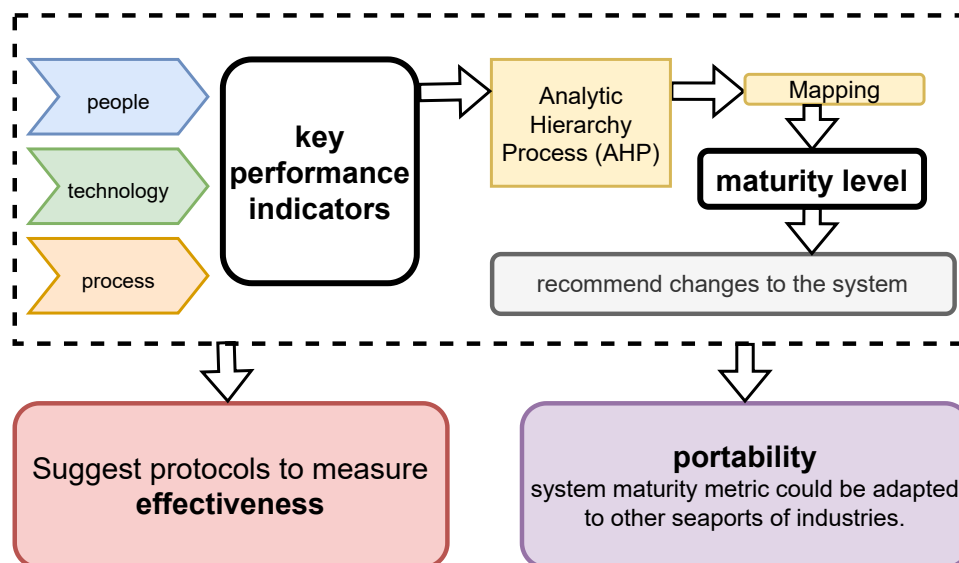 people
technology
process
key
performance
indicators
Analytic
Hierarchy
Process (AHP)
Mapping
maturity level
recommend changes to the system
Suggest protocols to measure
effectiveness
portability
system maturity metric could be adapted
to other seaports of industries.